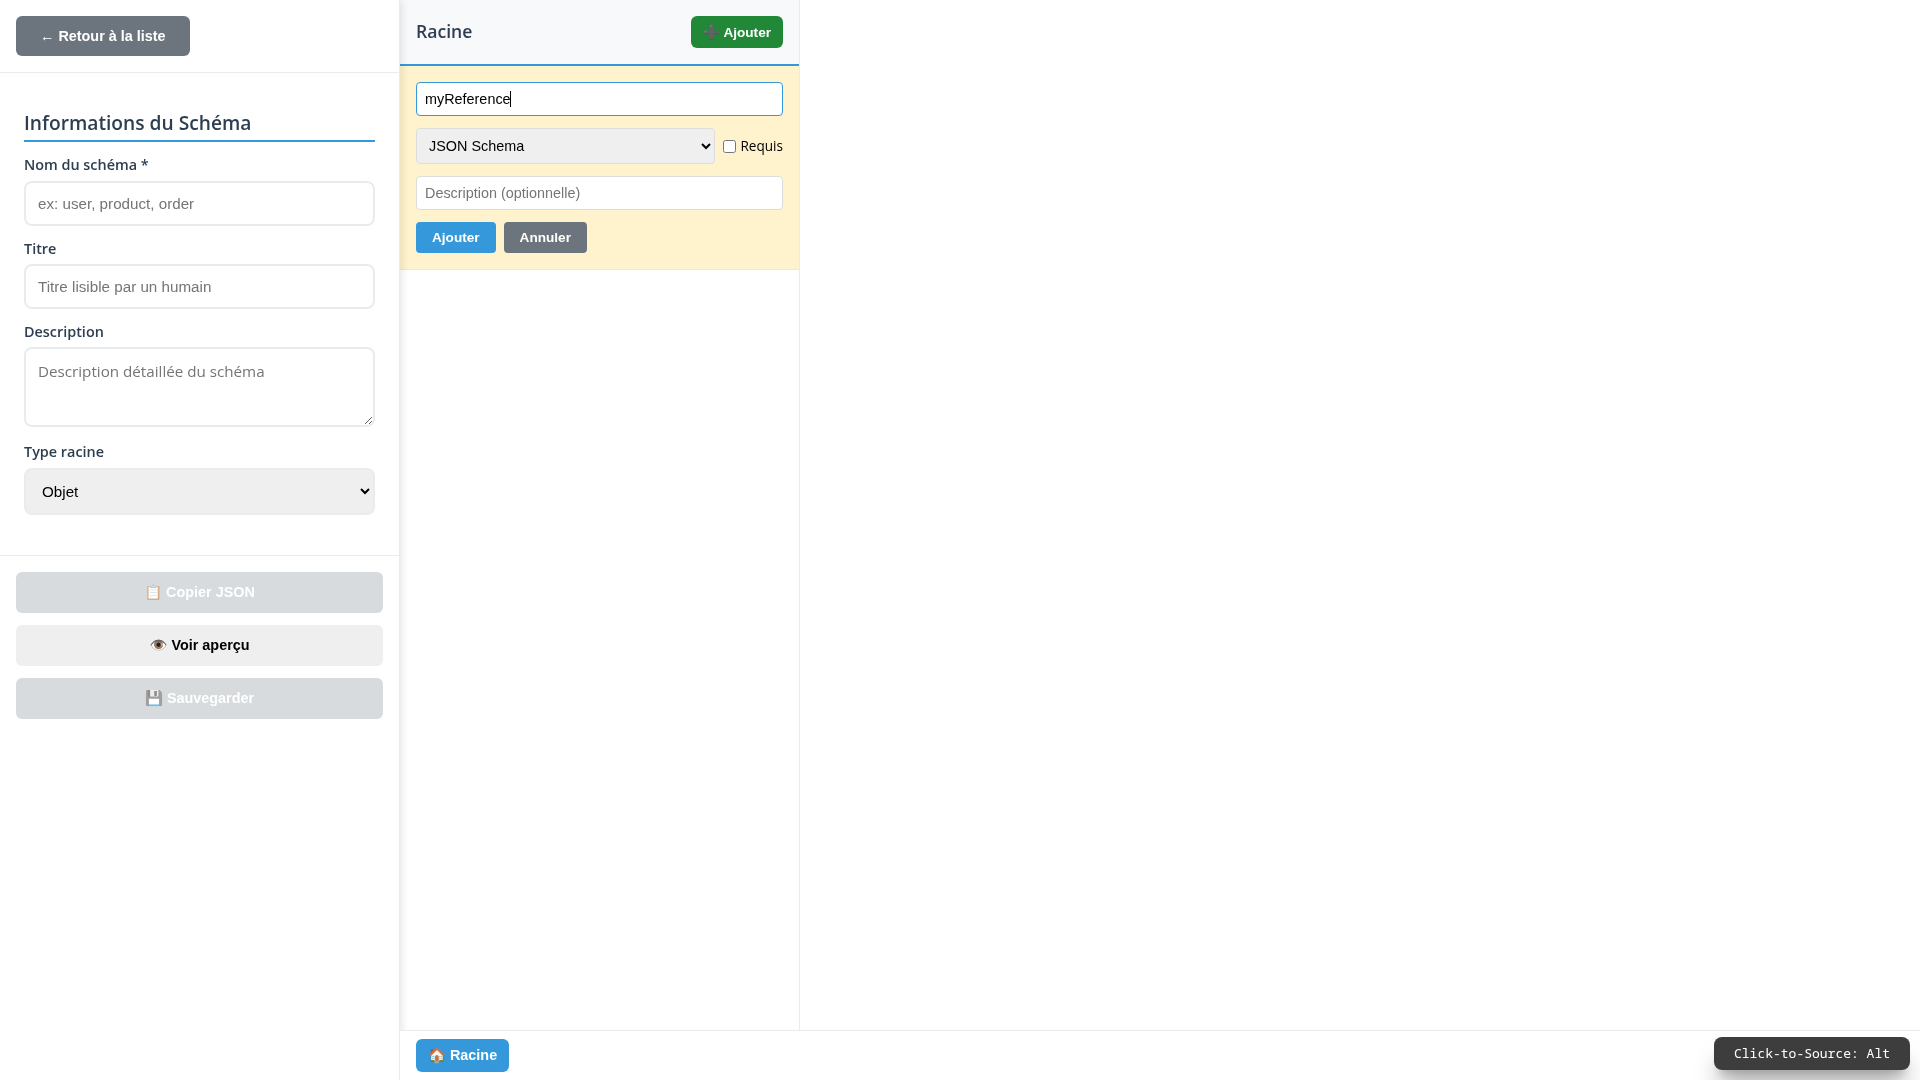 ← Retour à la liste
Informations du Schéma
Nom du schéma *
ex: user, product, order
Titre
Titre lisible par un humain
Description
Description détaillée du schéma
Type racine
Objet
📋 Copier JSON
👁️ Voir aperçu
💾 Sauvegarder
Racine
➕ Ajouter
myReference
JSON Schema
Requis
Description (optionnelle)
Ajouter
Annuler
🏠 Racine
Click-to-Source: Alt